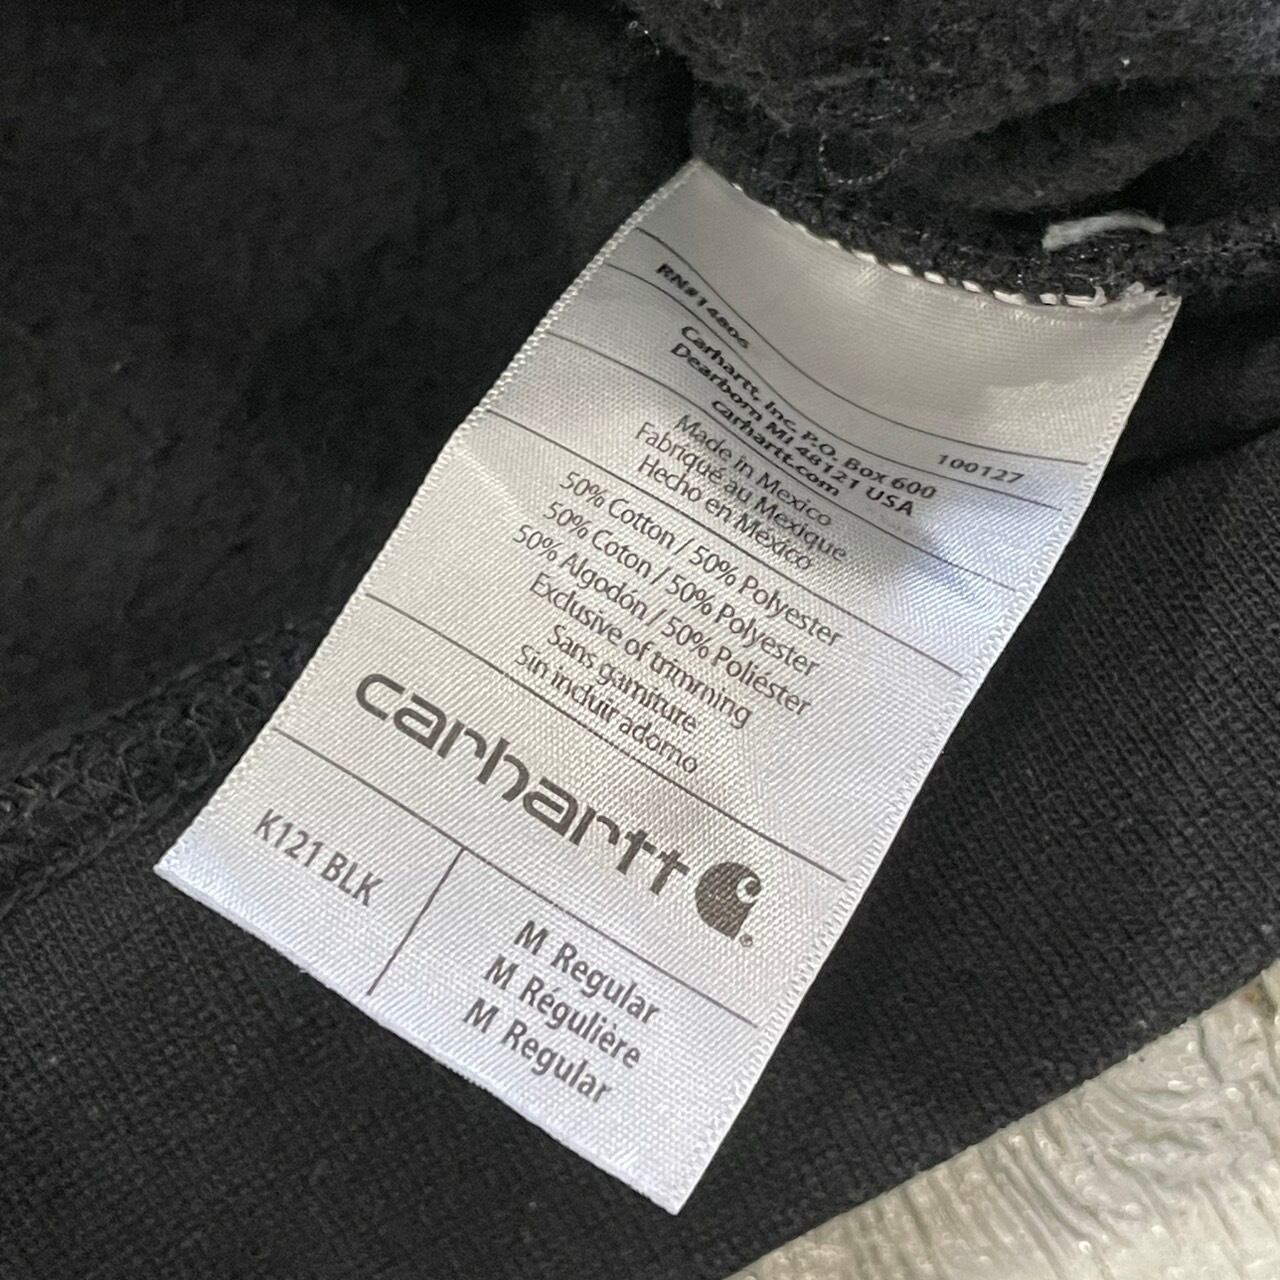 RN#14806
100127
Carhartt, Inc. P.O. Box 600
Dearborn MI 48121 USA
carhartt.com
Made in Mexico
Fabriqué au Mexique
Hecho en México
50% Cotton / 50% Polyester
50% Coton / 50% Polyester
50% Algodón / 50% Poliéster
Exclusive of trimming
Sans garniture
Sin incluir adorno
carhartt
K121 BLK
M Regular
M Régulière
M Regular